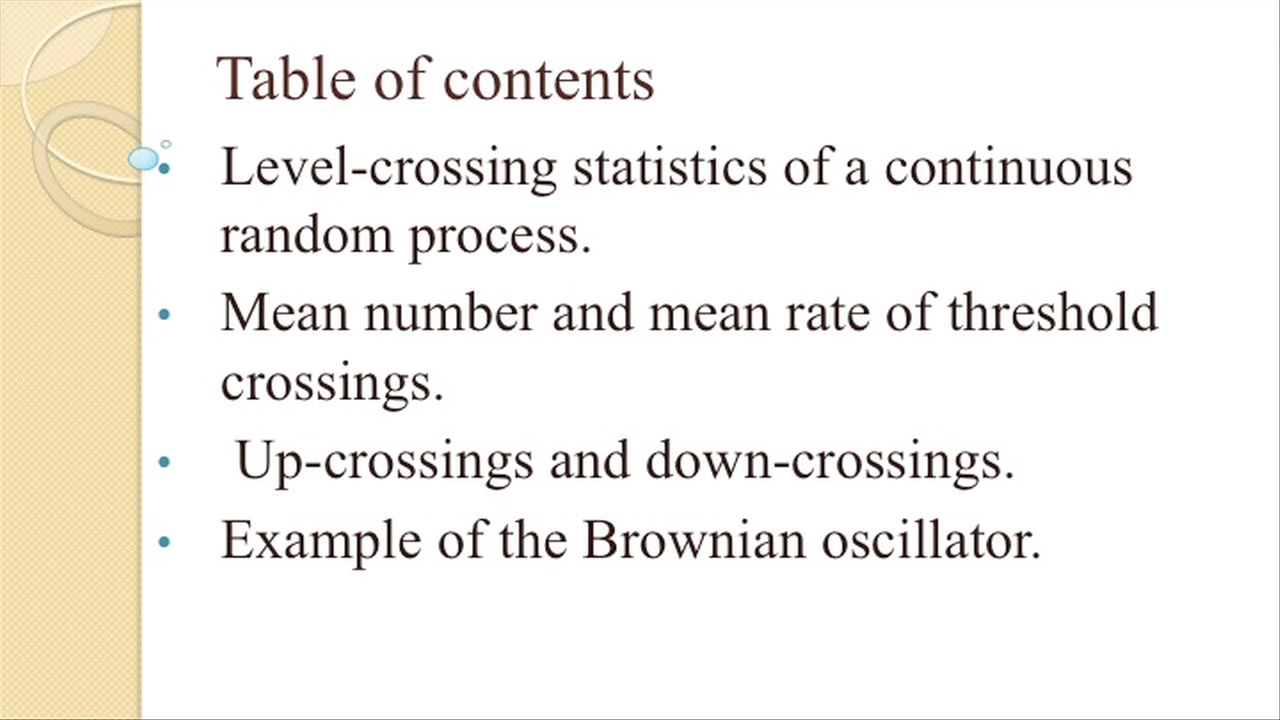 Table of contents
• Level-crossing statistics of a continuous
random process.
• Mean number and mean rate of threshold
crossings.
• Up-crossings and down-crossings.
• Example of the Brownian oscillator.